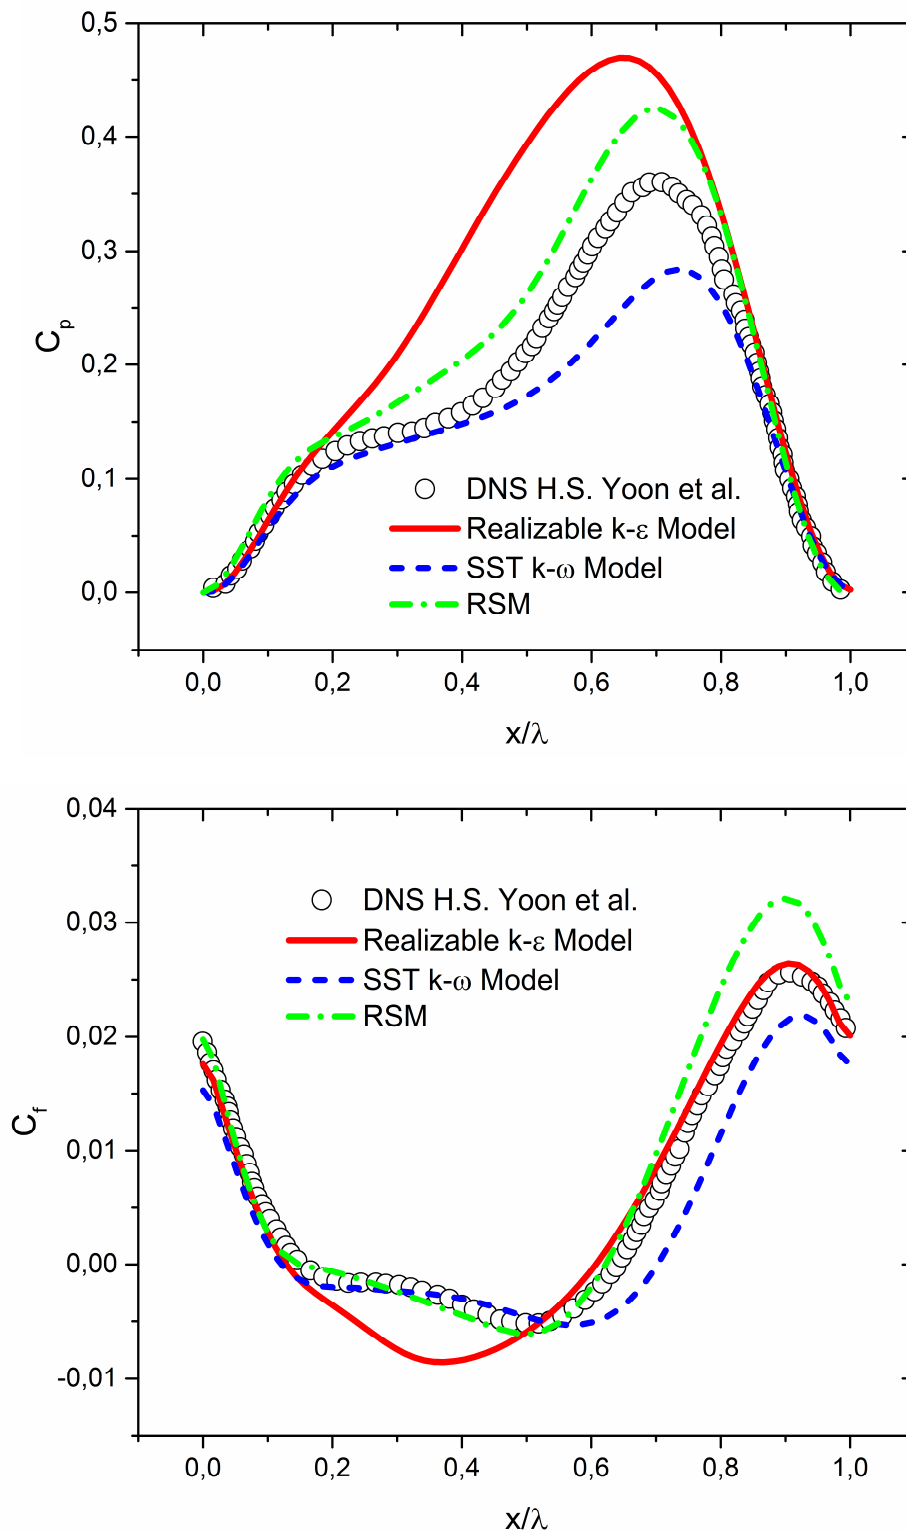 0,5
0,4
0,3
0,2
0,1
0,0
C_p
DNS H.S. Yoon et al.
Realizable k-ε Model
SST k-ω Model
RSM
0,0 0,2 0,4 0,6 0,8 1,0
x/λ
0,04
0,03
0,02
0,01
0,00
-0,01
C_f
DNS H.S. Yoon et al.
Realizable k-ε Model
SST k-ω Model
RSM
0,0 0,2 0,4 0,6 0,8 1,0
x/λ